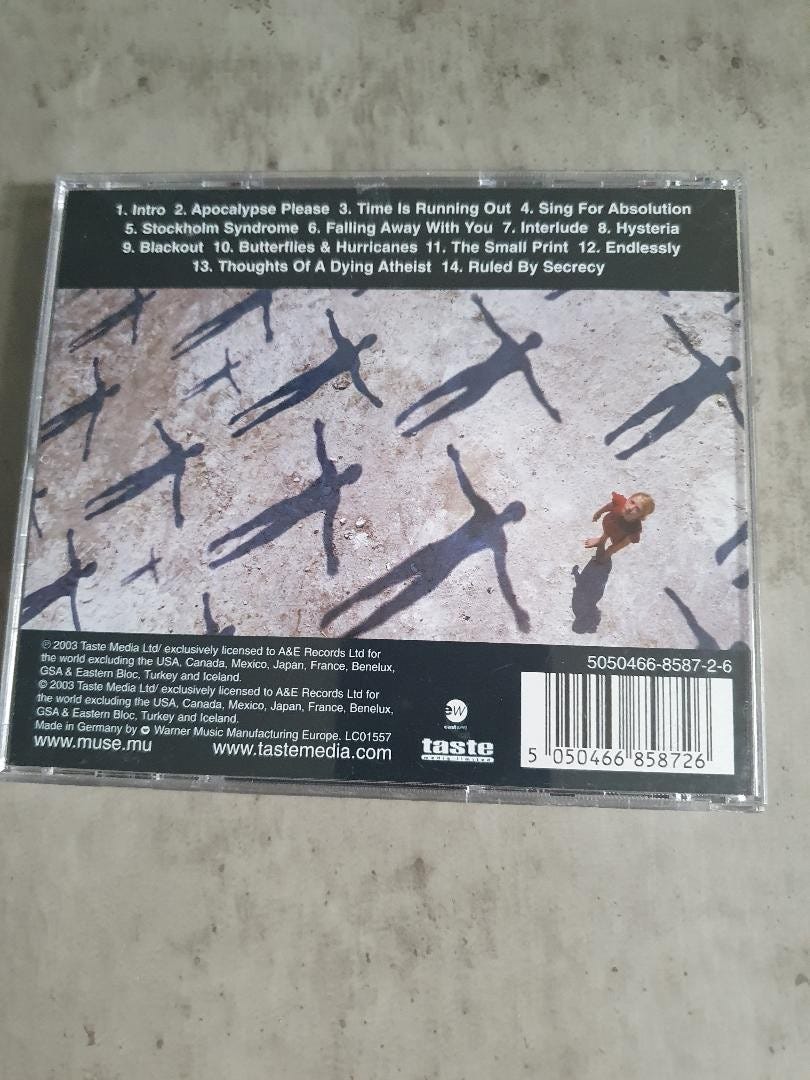 1. Intro 2. Apocalypse Please 3. Time Is Running Out 4. Sing For Absolution
5. Stockholm Syndrome 6. Falling Away With You 7. Interlude 8. Hysteria
9. Blackout 10. Butterflies & Hurricanes 11. The Small Print 12. Endlessly
13. Thoughts Of A Dying Atheist 14. Ruled By Secrecy
℗ 2003 Taste Media Ltd/ exclusively licensed to A&E Records Ltd for
the world excluding the USA, Canada, Mexico, Japan, France, Benelux,
GSA & Eastern Bloc, Turkey and Iceland.
© 2003 Taste Media Ltd/ exclusively licensed to A&E Records Ltd for
the world excluding the USA, Canada, Mexico, Japan, France, Benelux,
GSA & Eastern Bloc, Turkey and Iceland.
Made in Germany by Warner Music Manufacturing Europe. LC01557
www.muse.mu www.tastemedia.com
ew
eastwest
taste
media limited
5050466-8587-2-6
5 050466 858726